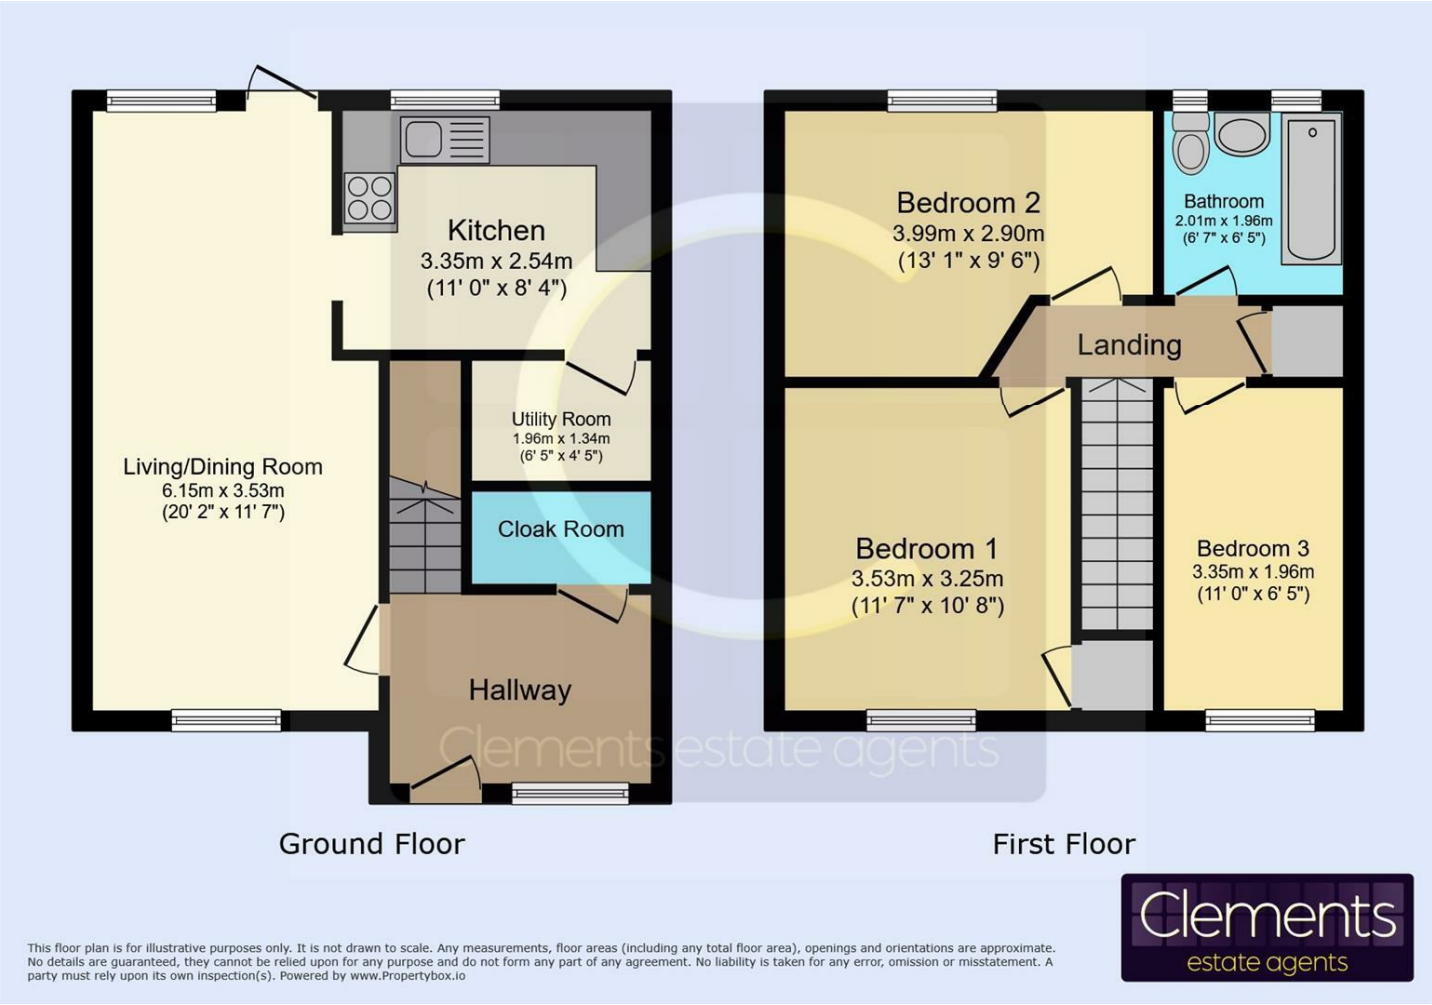 Kitchen
3.35m x 2.54m
(11' 0" x 8' 4")
Living/Dining Room
6.15m x 3.53m
(20' 2" x 11' 7")
Utility Room
1.96m x 1.34m
(6' 5" x 4' 5")
Cloak Room
Hallway
Ground Floor
Bedroom 2
3.99m x 2.90m
(13' 1" x 9' 6")
Bathroom
2.01m x 1.96m
(6' 7" x 6' 5")
Landing
Bedroom 1
3.53m x 3.25m
(11' 7" x 10' 8")
Bedroom 3
3.35m x 1.96m
(11' 0" x 6' 5")
First Floor
Clements estate agents
Clements
estate agents
This floor plan is for illustrative purposes only. It is not drawn to scale. Any measurements, floor areas (including any total floor area), openings and orientations are approximate.
No details are guaranteed, they cannot be relied upon for any purpose and do not form any part of any agreement. No liability is taken for any error, omission or misstatement. A
party must rely upon its own inspection(s). Powered by www.Propertybox.io